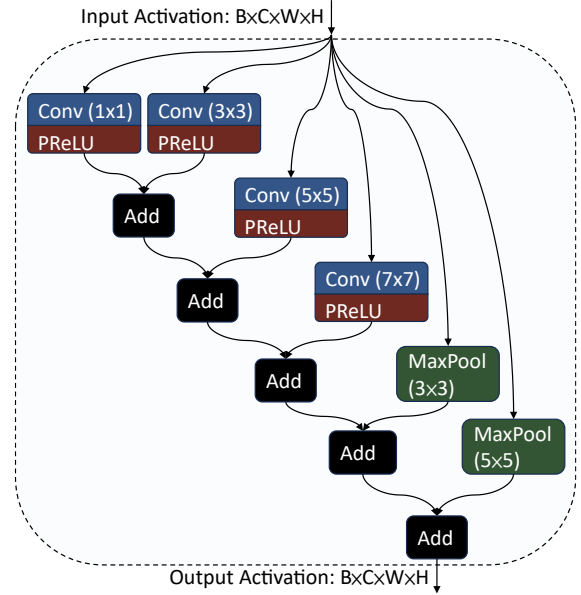 Input Activation: B×C×W×H
Conv (1x1)
PReLU
Conv (3x3)
PReLU
Add
Conv (5x5)
PReLU
Add
Conv (7x7)
PReLU
Add
MaxPool
(3×3)
Add
MaxPool
(5×5)
Add
Output Activation: B×C×W×H